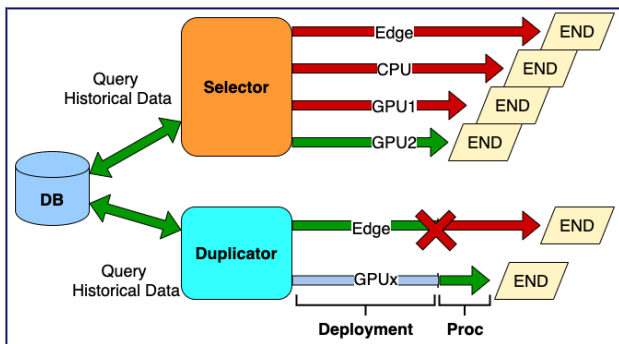 Edge
END
Query
Historical Data
Selector
CPU
END
GPU1
END
GPU2
END
DB
Duplicator
Edge
END
Query
Historical Data
GPUx
END
Deployment
Proc